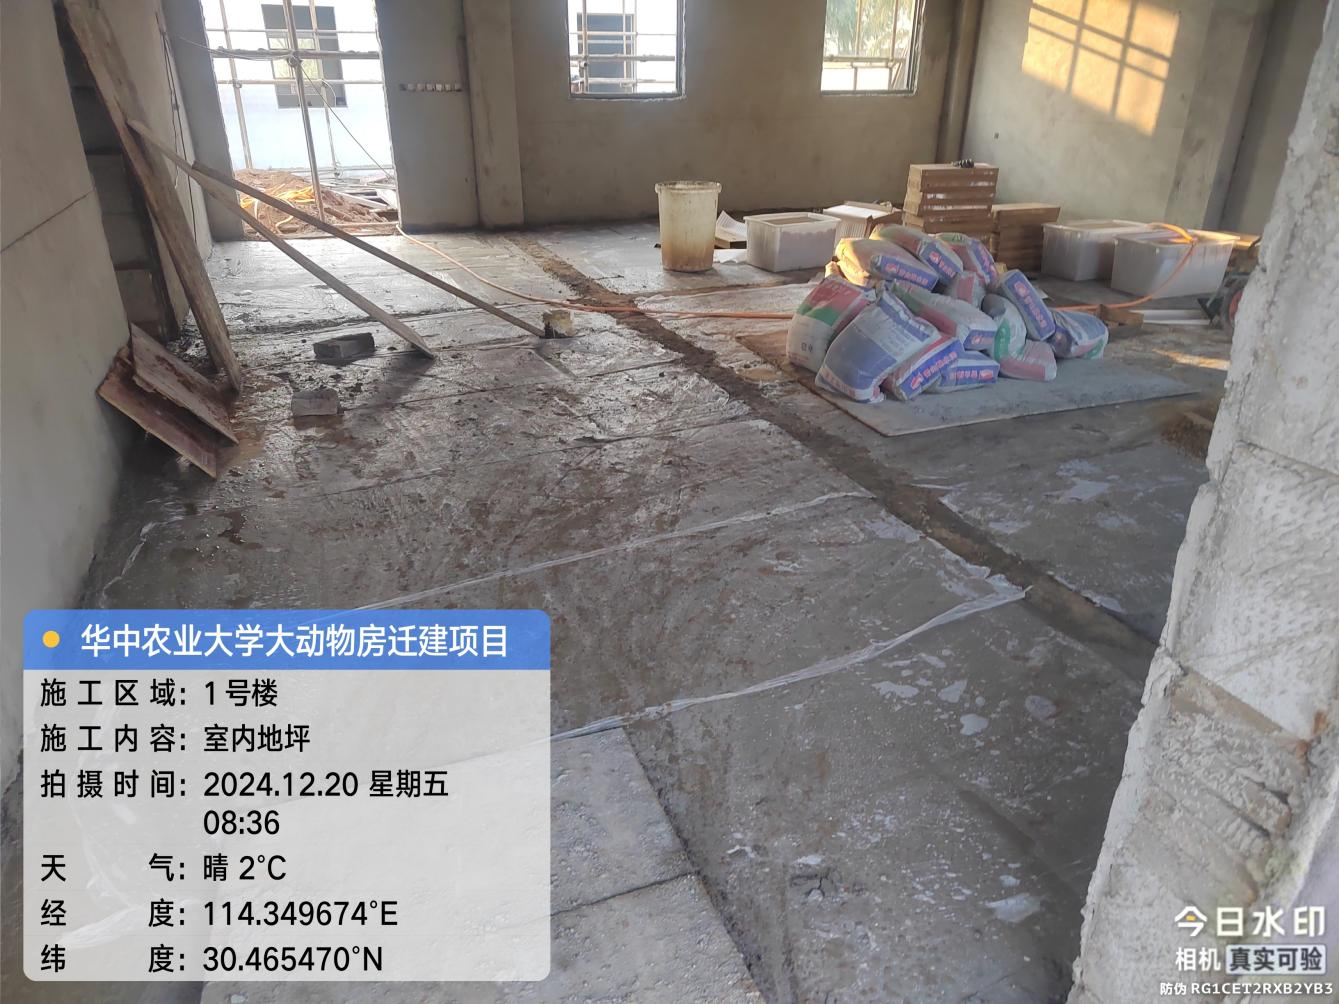 华中农业大学大动物房迁建项目
施工区域：1号楼
施工内容：室内地坪
拍摄时间：2024.12.20 星期五
08:36
天气：晴 2°C
经度：114.349674°E
纬度：30.465470°N
今日水印
相机 真实可验
防伪 RG1CET2RXB2YB3